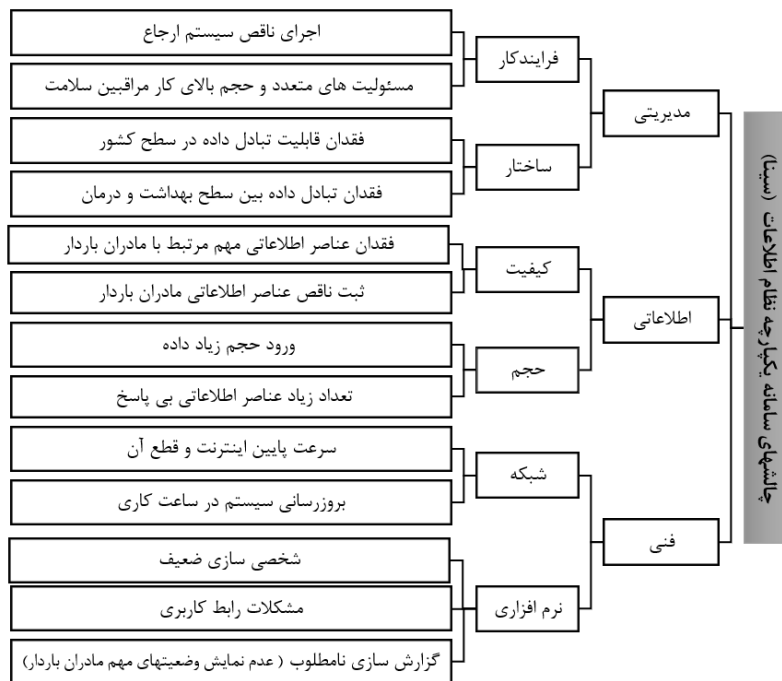 چالشهای سامانه یکپارچه نظام اطلاعات (سینا)
مدیریتی
فرایندکار
اجرای ناقص سیستم ارجاع
مسئولیت های متعدد و حجم بالای کار مراقبین سلامت
ساختار
فقدان قابلیت تبادل داده در سطح کشور
فقدان تبادل داده بین سطح بهداشت و درمان
اطلاعاتی
کیفیت
فقدان عناصر اطلاعاتی مهم مرتبط با مادران باردار
ثبت ناقص عناصر اطلاعاتی مادران باردار
حجم
ورود حجم زیاد داده
تعداد زیاد عناصر اطلاعاتی بی پاسخ
فنی
شبکه
سرعت پایین اینترنت و قطع آن
بروزرسانی سیستم در ساعت کاری
نرم افزاری
شخصی سازی ضعیف
مشکلات رابط کاربری
گزارش سازی نامطلوب ( عدم نمایش وضعیتهای مهم مادران باردار)